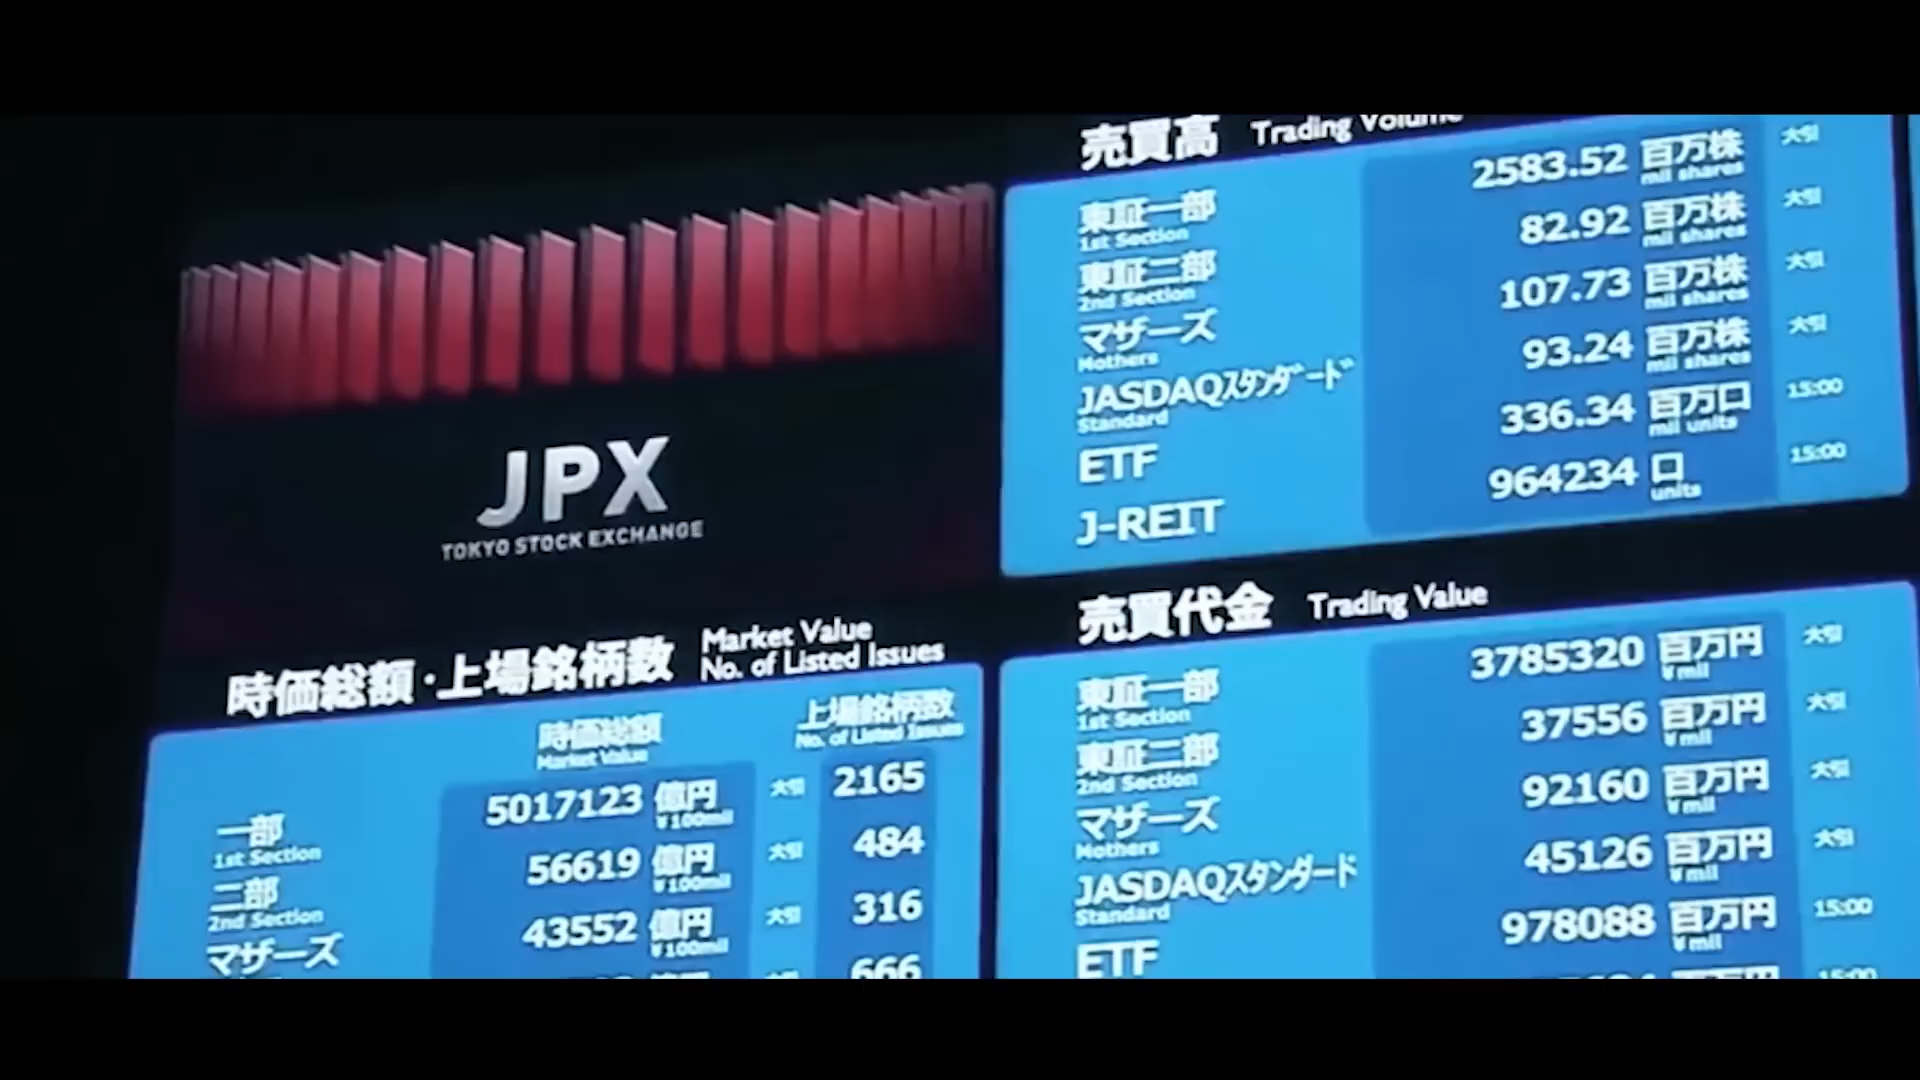 JPX
TOKYO STOCK EXCHANGE
時価総額・上場銘柄数 Market Value
No. of Listed Issues
時価総額 上場銘柄数
Market Value No. of Listed Issues
一部 5017123 億円 大引 2165
1st Section ¥100mil
二部 56619 億円 大引 484
2nd Section ¥100mil
マザーズ 43552 億円 大引 316
¥100mil
666
売買高 Trading Volume
東証一部 2583.52 百万株 大引
1st Section mil shares
東証二部 82.92 百万株 大引
2nd Section mil shares
マザーズ 107.73 百万株 大引
Mothers mil shares
JASDAQスタンダード 93.24 百万株 大引
Standard mil shares
ETF 336.34 百万口 15:00
mil units
J-REIT 964234 口 15:00
units
売買代金 Trading Value
東証一部 3785320 百万円 大引
1st Section ¥mil
東証二部 37556 百万円 大引
2nd Section ¥mil
マザーズ 92160 百万円 大引
Mothers ¥mil
JASDAQスタンダード 45126 百万円 大引
Standard ¥mil
ETF 978088 百万円 15:00
¥mil
百万円 15:00